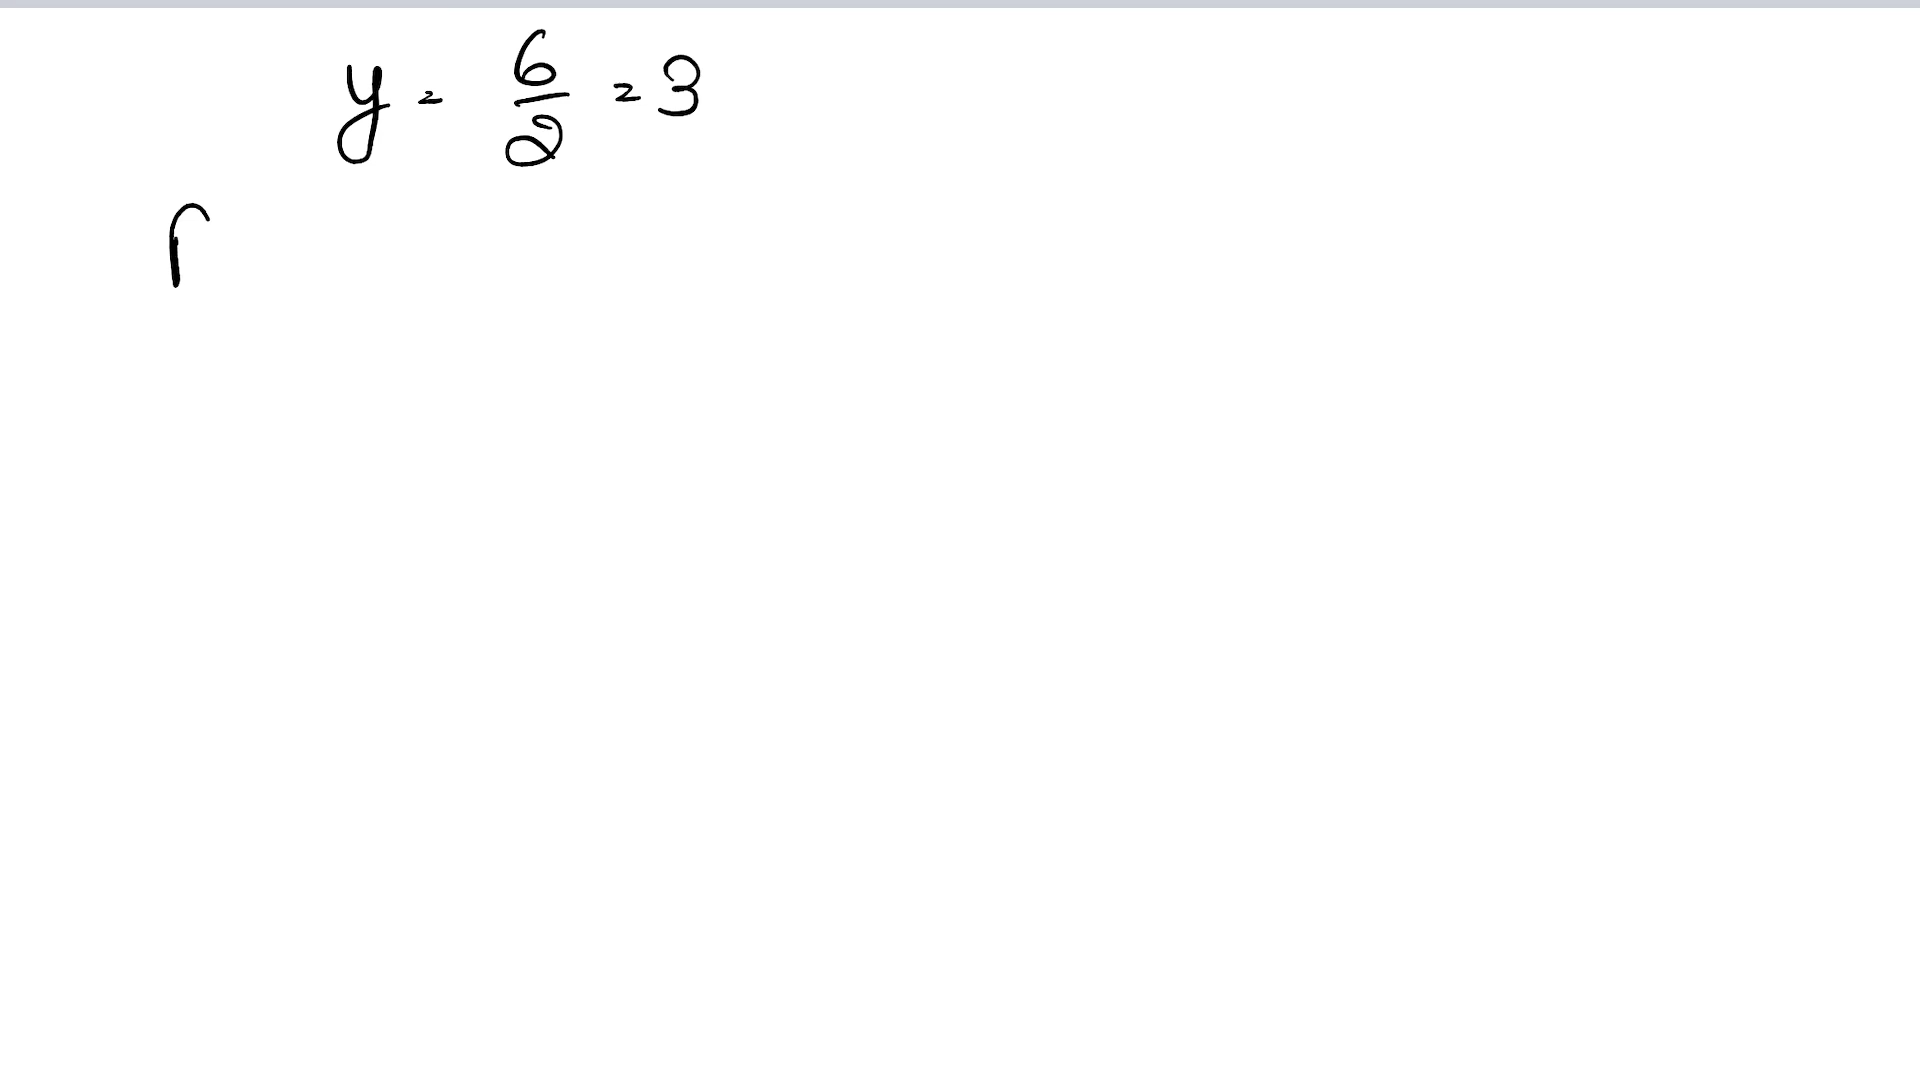 y = 6/2 = 3
r